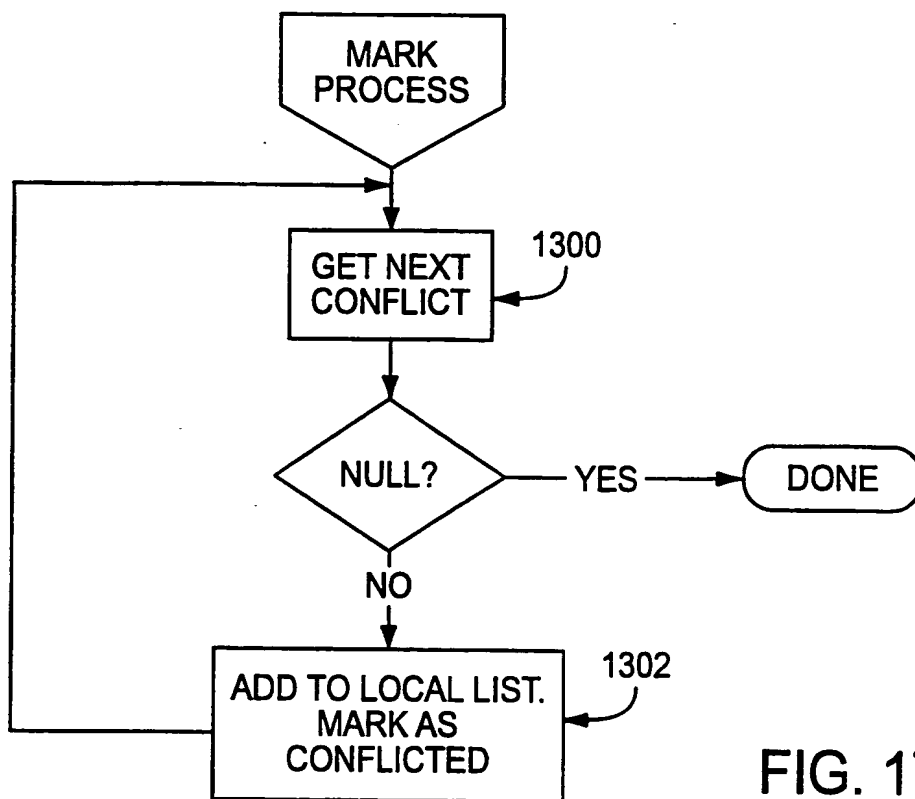 MARK
PROCESS
GET NEXT
CONFLICT
1300
NULL?
YES
DONE
NO
ADD TO LOCAL LIST.
MARK AS
CONFLICTED
1302
FIG.